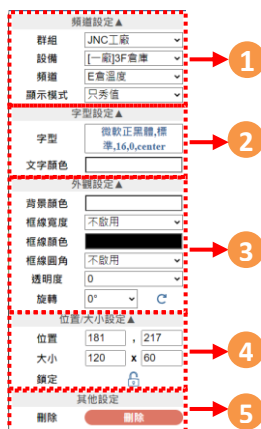 頻道設定▲
群組 JNC工廠
設備 [一廠]3F倉庫
頻道 E倉溫度
顯示模式 只秀值
1
字型設定▲
字型 微軟正黑體,標
準,16,0,center
文字顏色
2
外觀設定▲
背景顏色
框線寬度 不啟用
框線顏色
框線圓角 不啟用
透明度 0
旋轉 0°
3
位置/大小設定▲
位置 181 , 217
大小 120 x 60
鎖定
4
其他設定
刪除 刪除
5